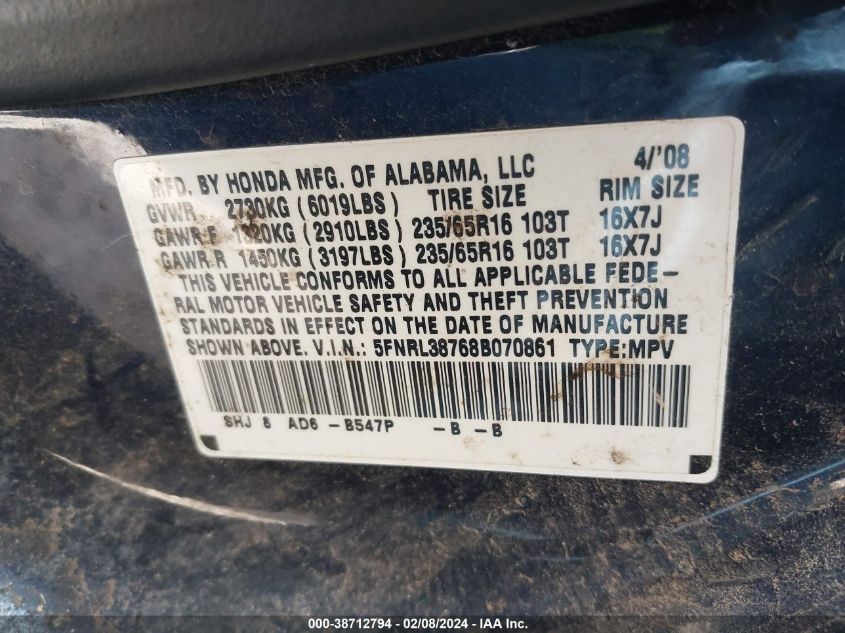 MFD. BY HONDA MFG. OF ALABAMA, LLC 4/'08
GVWR 2730KG (6019LBS) TIRE SIZE RIM SIZE
GAWR F 1320KG (2910LBS) 235/65R16 103T 16X7J
GAWR R 1450KG (3197LBS) 235/65R16 103T 16X7J
THIS VEHICLE CONFORMS TO ALL APPLICABLE FEDE-
RAL MOTOR VEHICLE SAFETY AND THEFT PREVENTION
STANDARDS IN EFFECT ON THE DATE OF MANUFACTURE
SHOWN ABOVE. V.I.N.: 5FNRL38768B070861 TYPE:MPV
SHJ 8 AD6 -B547P -B -B
000-38712794 - 02/08/2024 - IAA Inc.